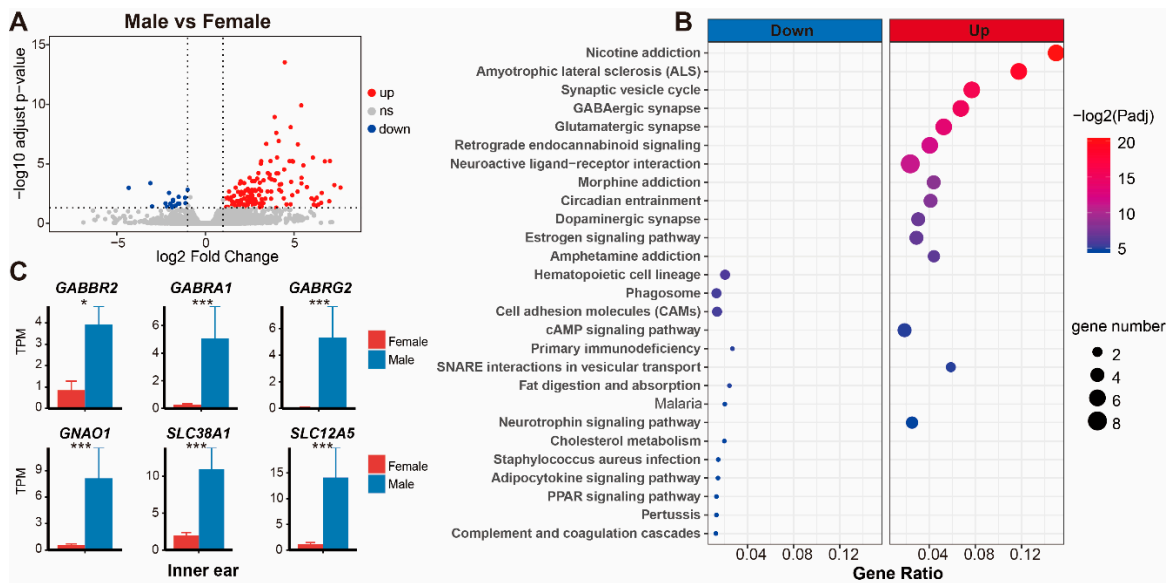 A
Male vs Female
15
10
5
0
−log10 adjust p-value
−5
0
5
log2 Fold Change
up
ns
down
B
Down
Up
Nicotine addiction
Amyotrophic lateral sclerosis (ALS)
Synaptic vesicle cycle
GABAergic synapse
Glutamatergic synapse
Retrograde endocannabinoid signaling
Neuroactive ligand−receptor interaction
Morphine addiction
Circadian entrainment
Dopaminergic synapse
Estrogen signaling pathway
Amphetamine addiction
Hematopoietic cell lineage
Phagosome
Cell adhesion molecules (CAMs)
cAMP signaling pathway
Primary immunodeficiency
SNARE interactions in vesicular transport
Fat digestion and absorption
Malaria
Neurotrophin signaling pathway
Cholesterol metabolism
Staphylococcus aureus infection
Adipocytokine signaling pathway
PPAR signaling pathway
Pertussis
Complement and coagulation cascades
0.04 0.08 0.12
0.04 0.08 0.12
Gene Ratio
−log2(Padj)
20
15
10
5
gene number
2
4
6
8
C
GABBR2
*
TPM
4
3
2
1
0
GABRA1
***
6
4
2
0
GABRG2
***
6
4
2
0
Female
Male
GNAO1
***
TPM
9
6
3
0
SLC38A1
***
10
5
0
SLC12A5
***
15
10
5
0
Female
Male
Inner ear